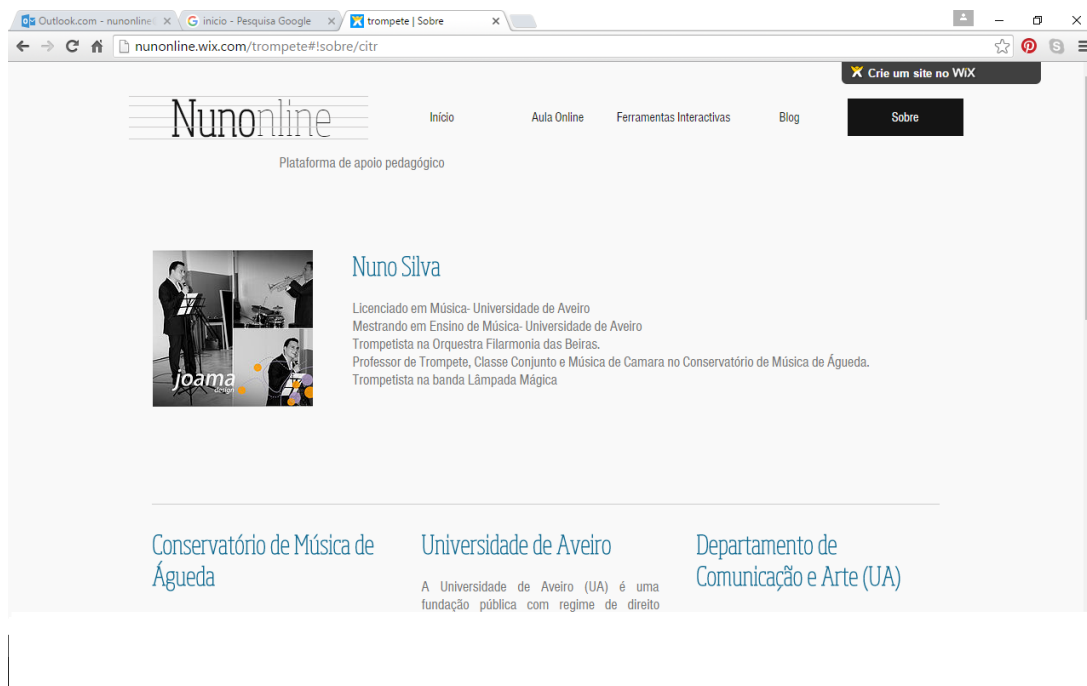 Outlook.com - nunonline
inicio - Pesquisa Google
trompete | Sobre
nunonline.wix.com/trompete#!sobre/citr
Crie um site no WiX
Nunonline
Início
Aula Online
Ferramentas Interactivas
Blog
Sobre
Plataforma de apoio pedagógico
Nuno Silva
Licenciado em Música- Universidade de Aveiro
Mestrando em Ensino de Música- Universidade de Aveiro
Trompetista na Orquestra Filarmonia das Beiras.
Professor de Trompete, Classe Conjunto e Música de Camara no Conservatório de Música de Águeda.
Trompetista na banda Lâmpada Mágica
joama
design
Conservatório de Música de
Águeda
Universidade de Aveiro
A Universidade de Aveiro (UA) é uma
fundação pública com regime de direito
Departamento de
Comunicação e Arte (UA)